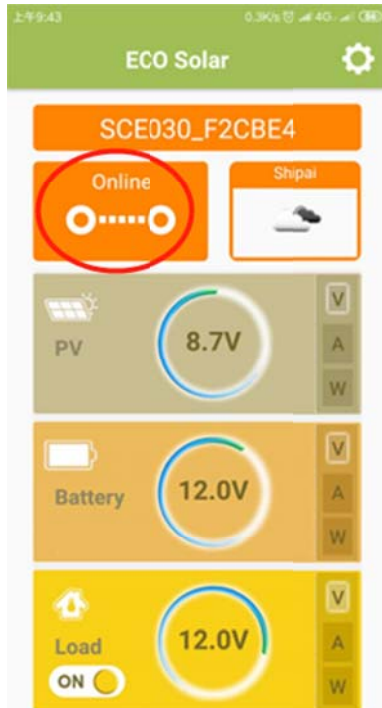 上午9:43
0.3K/s 4G
ECO Solar
SCE030_F2CBE4
Online
Shipai
PV
8.7V
V
A
W
Battery
12.0V
V
A
W
Load
ON
12.0V
V
A
W